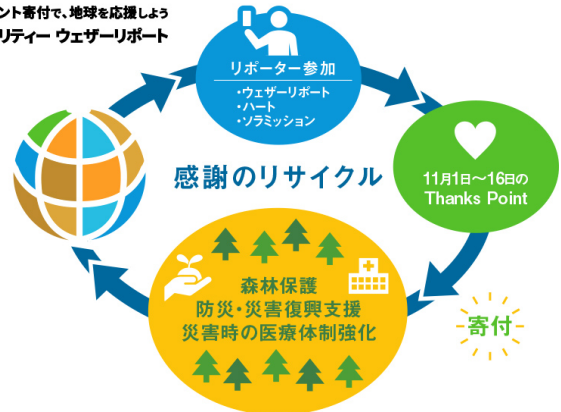 ント寄付で、地球を応援しよう
リティー ウェザーリポート
リポーター参加
・ウェザーリポート
・ハート
・ソラミッション
感謝のリサイクル
11月1日～16日の
Thanks Point
森林保護
防災・災害復興支援
災害時の医療体制強化
寄付